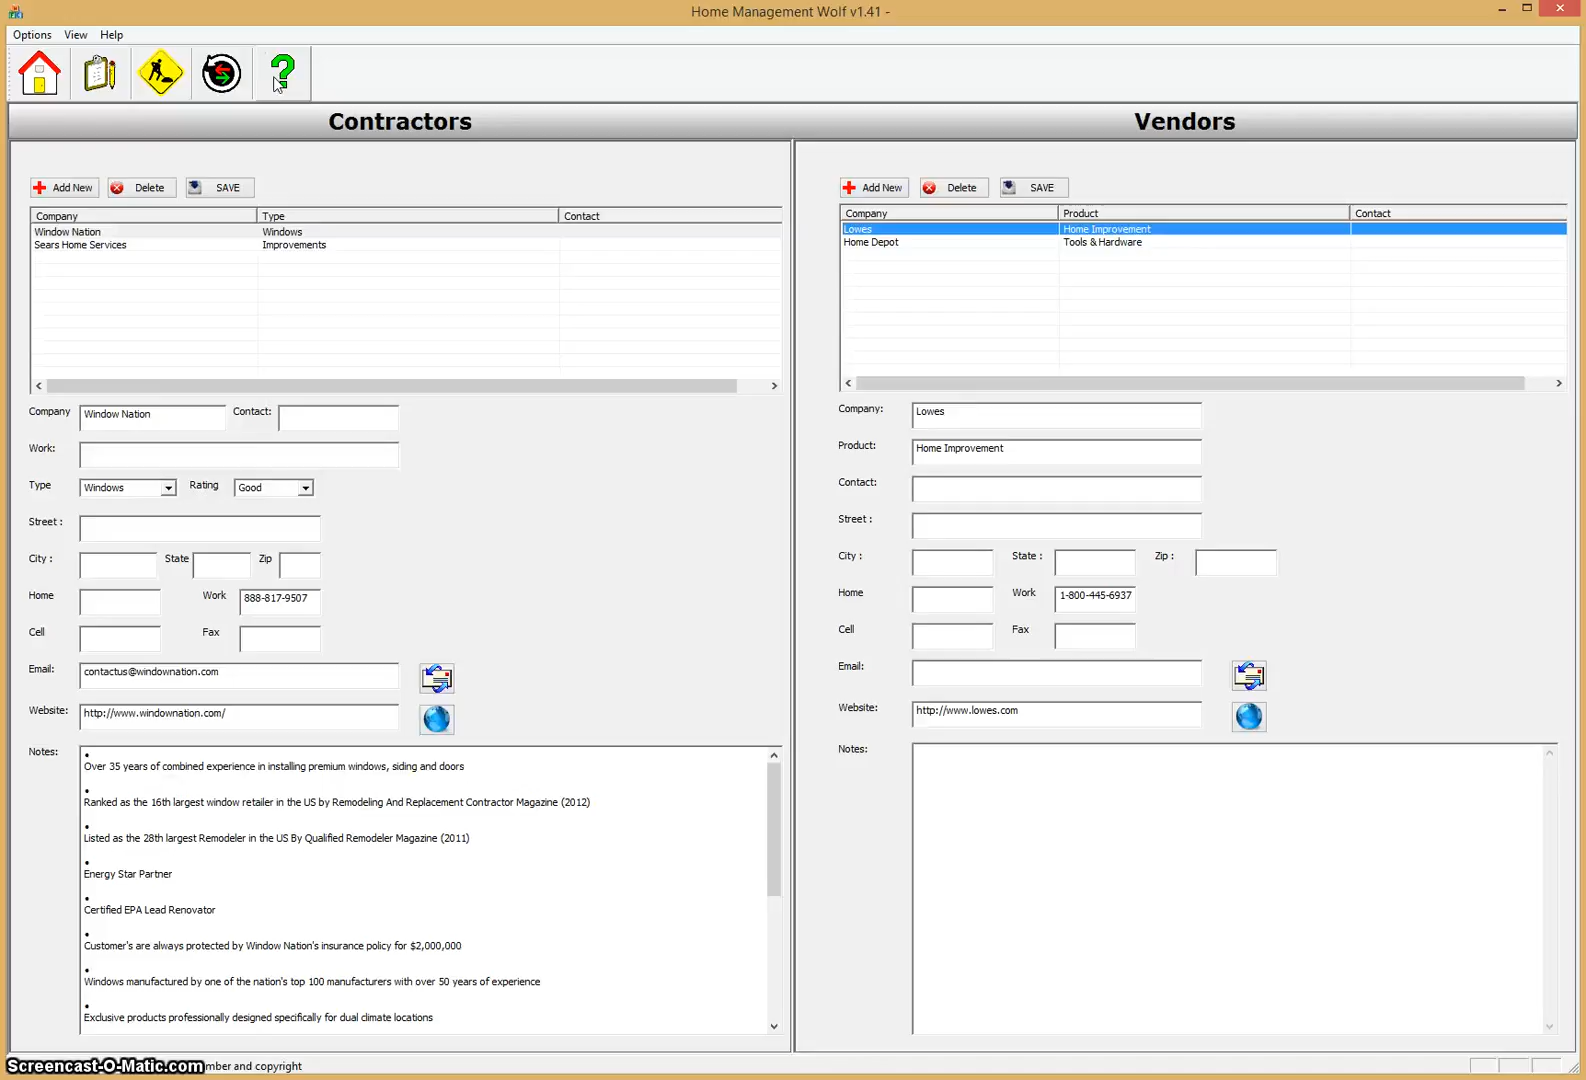 Home Management Wolf v1.41 -
Options View Help
Contractors
Add New Delete SAVE
Company Type Contact
Window Nation Windows
Sears Home Services Improvements
Company Window Nation Contact:
Work:
Type Windows Rating Good
Street :
City : State Zip
Home Work 888-817-9507
Cell Fax
Email: contactus@windownation.com
Website: http://www.windownation.com/
Notes:
•
Over 35 years of combined experience in installing premium windows, siding and doors
•
Ranked as the 16th largest window retailer in the US by Remodeling And Replacement Contractor Magazine (2012)
•
Listed as the 28th largest Remodeler in the US By Qualified Remodeler Magazine (2011)
•
Energy Star Partner
•
Certified EPA Lead Renovator
•
Customer's are always protected by Window Nation's insurance policy for $2,000,000
•
Windows manufactured by one of the nation's top 100 manufacturers with over 50 years of experience
•
Exclusive products professionally designed specifically for dual climate locations
Vendors
Add New Delete SAVE
Company Product Contact
Lowes Home Improvement
Home Depot Tools & Hardware
Company: Lowes
Product: Home Improvement
Contact:
Street :
City : State : Zip :
Home Work 1-800-445-6937
Cell Fax
Email:
Website: http://www.lowes.com
Notes:
Screencast-O-Matic.com mber and copyright